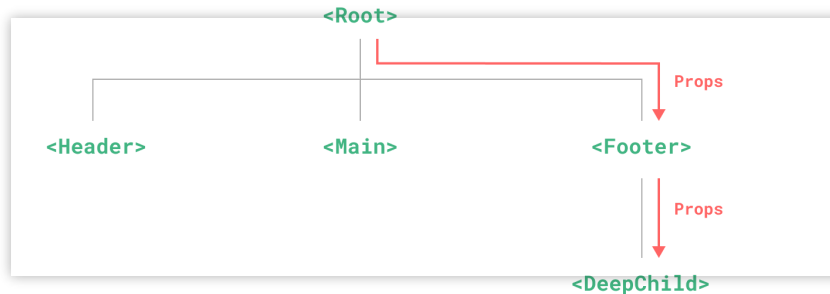 <Root>
Props
<Header>
<Main>
<Footer>
Props
<DeepChild>